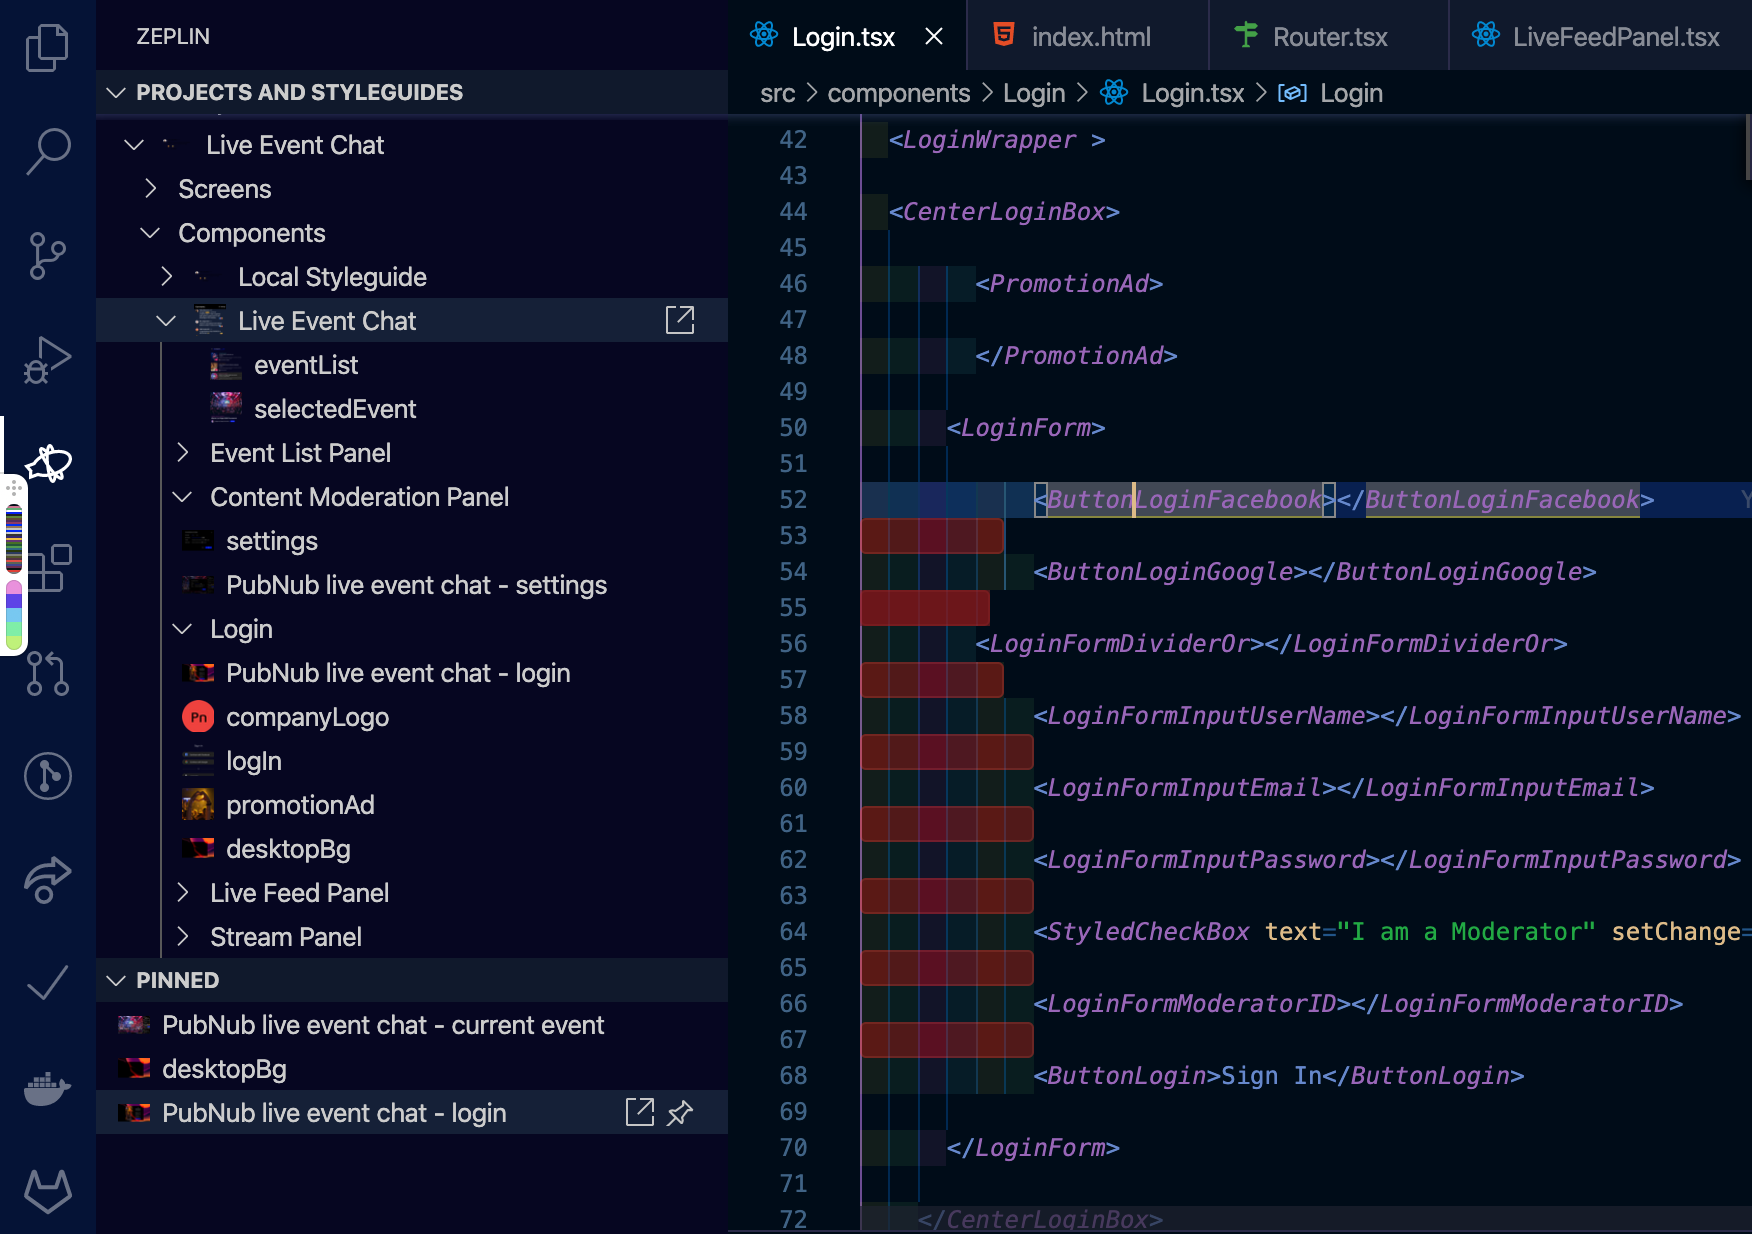 ZEPLIN
PROJECTS AND STYLEGUIDES
Live Event Chat
Screens
Components
Local Styleguide
Live Event Chat
eventList
selectedEvent
Event List Panel
Content Moderation Panel
settings
PubNub live event chat - settings
Login
PubNub live event chat - login
Pn companyLogo
logIn
promotionAd
desktopBg
Live Feed Panel
Stream Panel
PINNED
PubNub live event chat - current event
desktopBg
PubNub live event chat - login
Login.tsx
index.html
Router.tsx
LiveFeedPanel.tsx
src > components > Login > Login.tsx > Login
42 <LoginWrapper >
43
44 <CenterLoginBox>
45
46 <PromotionAd>
47
48 </PromotionAd>
49
50 <LoginForm>
51
52 <ButtonLoginFacebook></ButtonLoginFacebook> Y
53
54 <ButtonLoginGoogle></ButtonLoginGoogle>
55
56 <LoginFormDividerOr></LoginFormDividerOr>
57
58 <LoginFormInputUserName></LoginFormInputUserName>
59
60 <LoginFormInputEmail></LoginFormInputEmail>
61
62 <LoginFormInputPassword></LoginFormInputPassword>
63
64 <StyledCheckBox text="I am a Moderator" setChange=
65
66 <LoginFormModeratorID></LoginFormModeratorID>
67
68 <ButtonLogin>Sign In</ButtonLogin>
69
70 </LoginForm>
71
72 </CenterLoginBox>